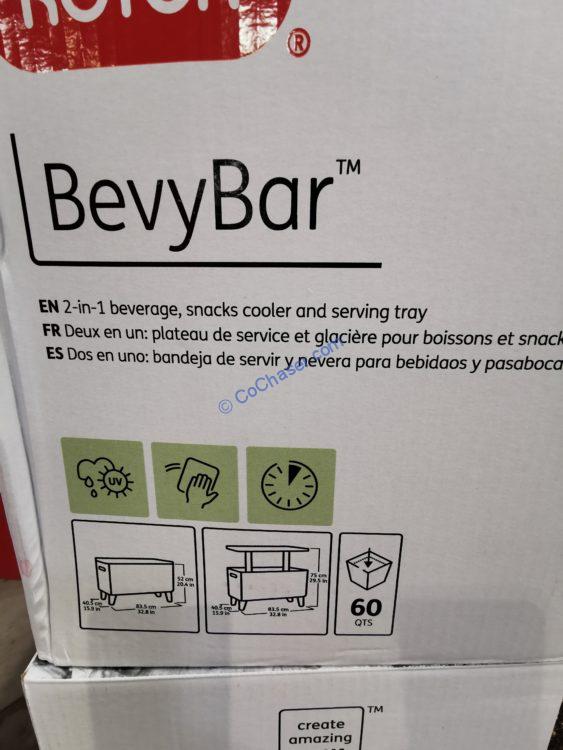 ®
BevyBar™
EN 2-in-1 beverage, snacks cooler and serving tray
FR Deux en un: plateau de service et glacière pour boissons et snack
ES Dos en uno: bandeja de servir y nevera para bebidaos y pasaboca
© CoChaser.com
UV
52 cm
20.4 in
40.5 cm
15.9 in
83.5 cm
32.8 in
75 cm
29.5 in
40.5 cm
15.9 in
83.5 cm
32.8 in
60
QTS
create
amazing
™